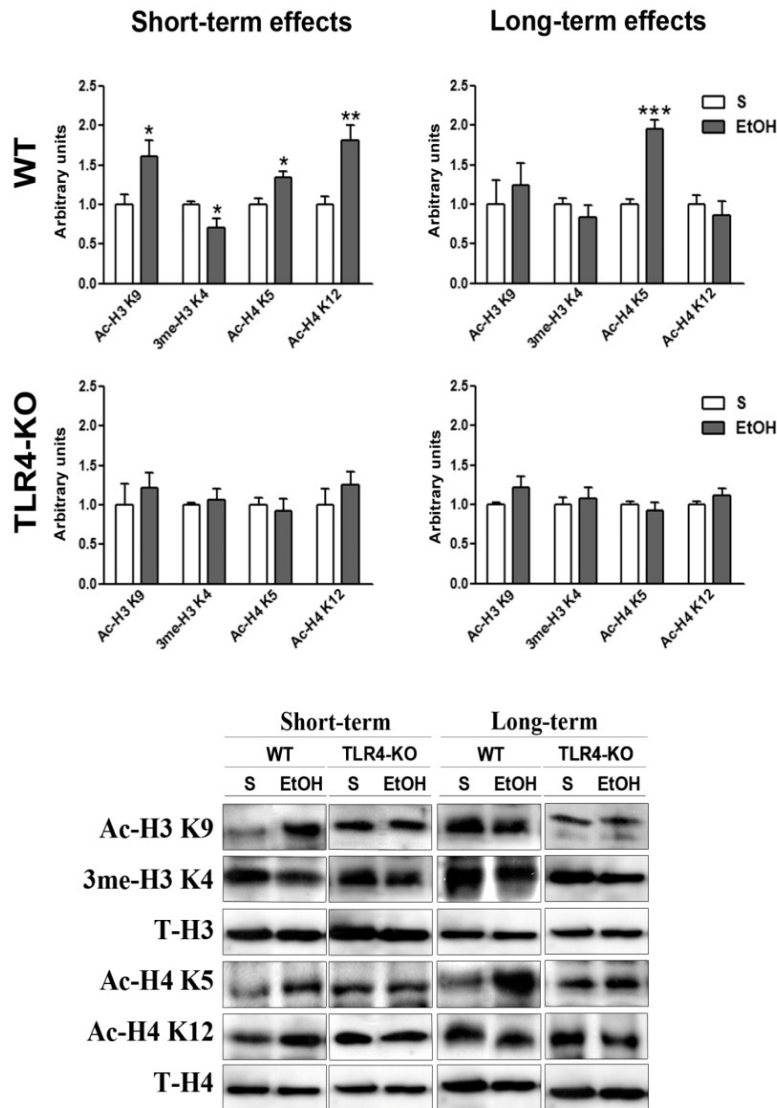 Short-term effects
Long-term effects
WT
Arbitrary units
2.5
2.0
1.5
1.0
0.5
0.0
*
*
*
**
Ac-H3 K9
3me-H3 K4
Ac-H4 K5
Ac-H4 K12
Arbitrary units
2.5
2.0
1.5
1.0
0.5
0.0
***
S
EtOH
Ac-H3 K9
3me-H3 K4
Ac-H4 K5
Ac-H4 K12
TLR4-KO
Arbitrary units
2.5
2.0
1.5
1.0
0.5
0.0
Ac-H3 K9
3me-H3 K4
Ac-H4 K5
Ac-H4 K12
Arbitrary units
2.5
2.0
1.5
1.0
0.5
0.0
S
EtOH
Ac-H3 K9
3me-H3 K4
Ac-H4 K5
Ac-H4 K12
Short-term Long-term
WT TLR4-KO WT TLR4-KO
S EtOH S EtOH S EtOH S EtOH
Ac-H3 K9
3me-H3 K4
T-H3
Ac-H4 K5
Ac-H4 K12
T-H4